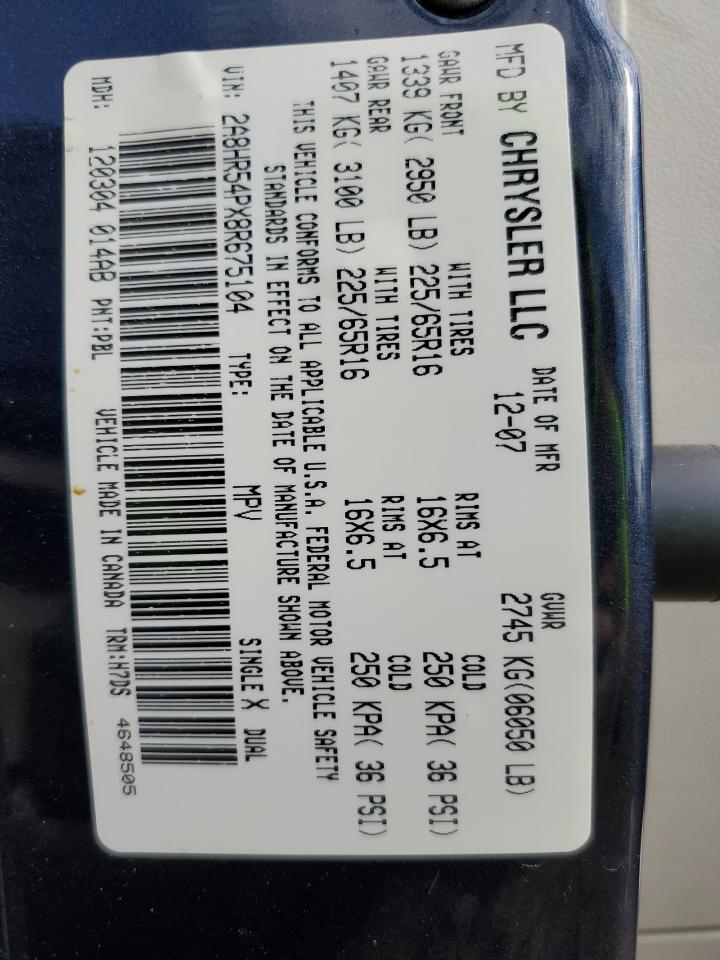 MFD BY CHRYSLER LLC DATE OF MFR GVWR
12-07 2745 KG(06050 LB)
GAWR FRONT WITH TIRES RIMS AT COLD
1339 KG( 2950 LB) 225/65R16 16X6.5 250 KPA( 36 PSI)
GAWR REAR WITH TIRES RIMS AT COLD
1407 KG( 3100 LB) 225/65R16 16X6.5 250 KPA( 36 PSI)
THIS VEHICLE CONFORMS TO ALL APPLICABLE U.S.A. FEDERAL MOTOR VEHICLE SAFETY
STANDARDS IN EFFECT ON THE DATE OF MANUFACTURE SHOWN ABOVE.
VIN: 2A8HR54PX8R675104 TYPE: MPV SINGLE X DUAL
MDH: 120304 014AB PNT:PBL VEHICLE MADE IN CANADA TRM:H7DS 4648505